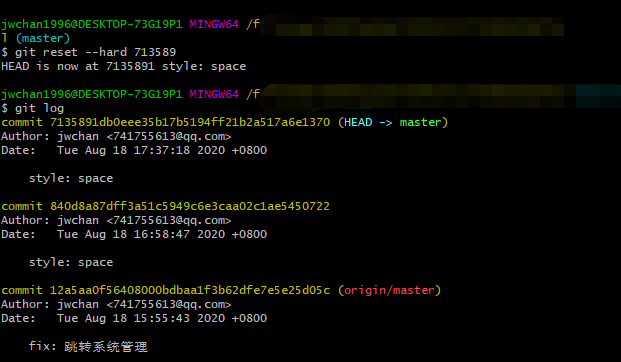 jwchan1996@DESKTOP-73G19P1 MINGW64 /f
l (master)
$ git reset --hard 713589
HEAD is now at 7135891 style: space
jwchan1996@DESKTOP-73G19P1 MINGW64 /f
$ git log
commit 7135891db0eee35b17b5194ff21b2a517a6e1370 (HEAD -> master)
Author: jwchan <741755613@qq.com>
Date:   Tue Aug 18 17:37:18 2020 +0800
style: space
commit 840d8a87dff3a51c5949c6e3caa02c1ae5450722
Author: jwchan <741755613@qq.com>
Date:   Tue Aug 18 16:58:47 2020 +0800
style: space
commit 12a5aa0f56408000bdbaa1f3b62dfe7e5e25d05c (origin/master)
Author: jwchan <741755613@qq.com>
Date:   Tue Aug 18 15:55:43 2020 +0800
fix: 跳转系统管理